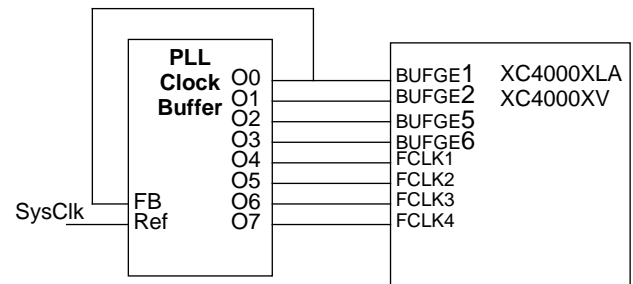 PLL
Clock
Buffer
O0
O1
O2
O3
O4
O5
O6
O7
FB
Ref
SysClk
BUFGE1
BUFGE2
BUFGE5
BUFGE6
FCLK1
FCLK2
FCLK3
FCLK4
XC4000XLA
XC4000XV